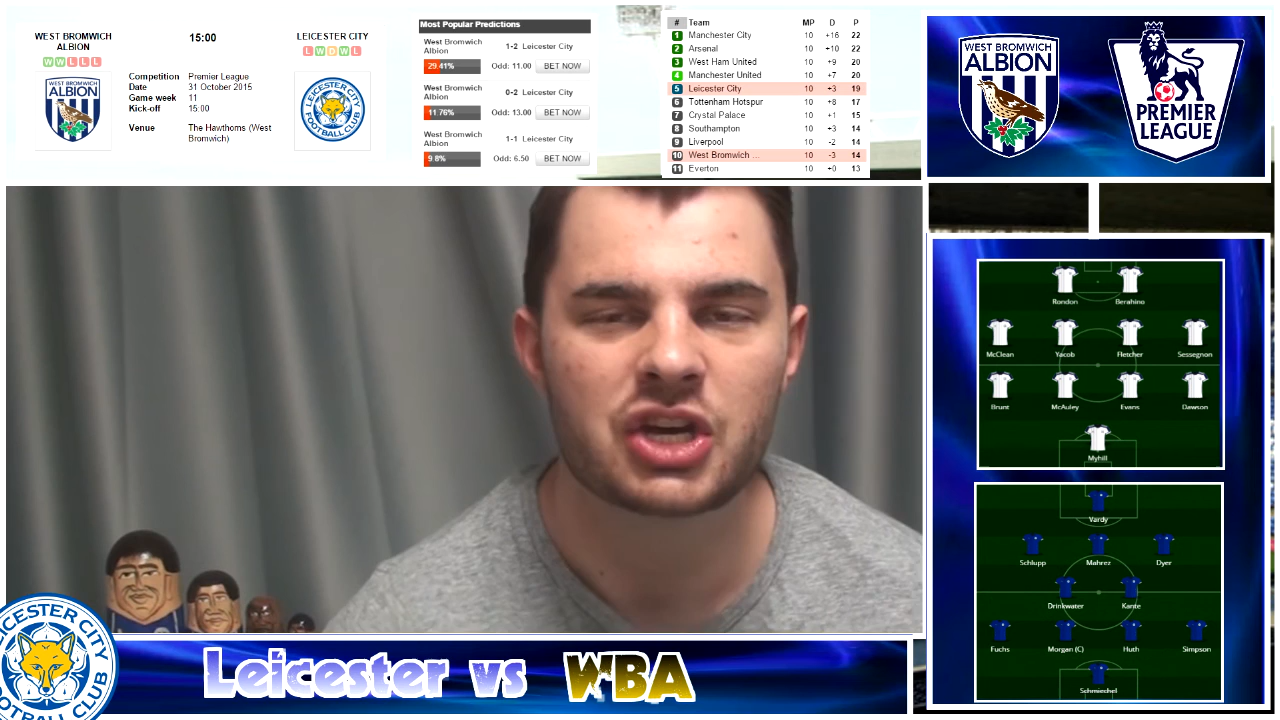 WEST BROMWICH
ALBION
W W L L L
15:00
LEICESTER CITY
L W D W L
Competition Premier League
Date 31 October 2015
Game week 11
Kick-off 15:00
Venue The Hawthorns (West
Bromwich)
WEST BROMWICH
ALBION
LEICESTER CITY
FOOTBALL CLUB
Most Popular Predictions
West Bromwich
Albion
1-2 Leicester City
29.41% Odd: 11.00 BET NOW
West Bromwich
Albion
0-2 Leicester City
11.76% Odd: 13.00 BET NOW
West Bromwich
Albion
1-1 Leicester City
9.8% Odd: 6.50 BET NOW
# Team MP D P
1 Manchester City 10 +16 22
2 Arsenal 10 +10 22
3 West Ham United 10 +9 20
4 Manchester United 10 +7 20
5 Leicester City 10 +3 19
6 Tottenham Hotspur 10 +8 17
7 Crystal Palace 10 +1 15
8 Southampton 10 +3 14
9 Liverpool 10 -2 14
10 West Bromwich ... 10 -3 14
11 Everton 10 +0 13
WEST BROMWICH
ALBION
PREMIER
LEAGUE
Rondon Berahino
McClean Yacob Fletcher Sessegnon
Brunt McAuley Evans Dawson
Myhill
Vardy
Schlupp Mahrez Dyer
Drinkwater Kante
Fuchs Morgan (C) Huth Simpson
Schmeichel
CESTER CITY
OTBALL CLUB
Leicester vs WBA